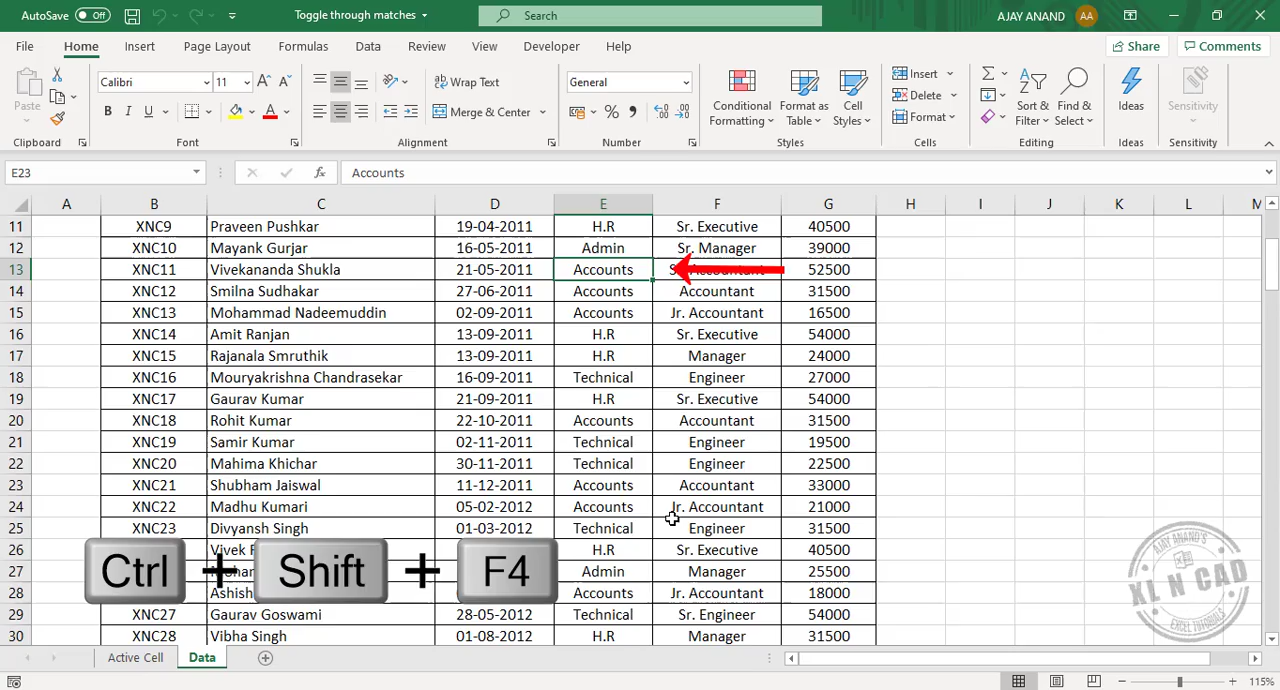 AutoSave Off Toggle through matches Search AJAY ANAND AA
File Home Insert Page Layout Formulas Data Review View Developer Help Share Comments
Calibri 11 Wrap Text General Insert
Paste Merge & Center Conditional Formatting Format as Table Cell Styles Delete Format Sort & Filter Find & Select Ideas Sensitivity
Clipboard Font Alignment Number Styles Cells Editing Ideas Sensitivity
E23 fx Accounts
A B C D E F G H I J K L M
11 XNC9 Praveen Pushkar 19-04-2011 H.R Sr. Executive 40500
12 XNC10 Mayank Gurjar 16-05-2011 Admin Sr. Manager 39000
13 XNC11 Vivekananda Shukla 21-05-2011 Accounts Sr. Accountant 52500
14 XNC12 Smilna Sudhakar 27-06-2011 Accounts Accountant 31500
15 XNC13 Mohammad Nadeemuddin 02-09-2011 Accounts Jr. Accountant 16500
16 XNC14 Amit Ranjan 13-09-2011 H.R Sr. Executive 54000
17 XNC15 Rajanala Smruthik 13-09-2011 H.R Manager 24000
18 XNC16 Mouryakrishna Chandrasekar 16-09-2011 Technical Engineer 27000
19 XNC17 Gaurav Kumar 21-09-2011 H.R Sr. Executive 54000
20 XNC18 Rohit Kumar 22-10-2011 Accounts Accountant 31500
21 XNC19 Samir Kumar 02-11-2011 Technical Engineer 19500
22 XNC20 Mahima Khichar 30-11-2011 Technical Engineer 22500
23 XNC21 Shubham Jaiswal 11-12-2011 Accounts Accountant 33000
24 XNC22 Madhu Kumari 05-02-2012 Accounts Jr. Accountant 21000
25 XNC23 Divyansh Singh 01-03-2012 Technical Engineer 31500
26 Vivek H.R Sr. Executive 40500
27 Admin Manager 25500
28 Accounts Jr. Accountant 18000
29 XNC27 Gaurav Goswami 28-05-2012 Technical Sr. Engineer 54000
30 XNC28 Vibha Singh 01-08-2012 H.R Manager 31500
Ctrl + Shift + F4
AJAY ANAND'S
XL N CAD
EXCEL TUTORIALS
Active Cell Data
115%